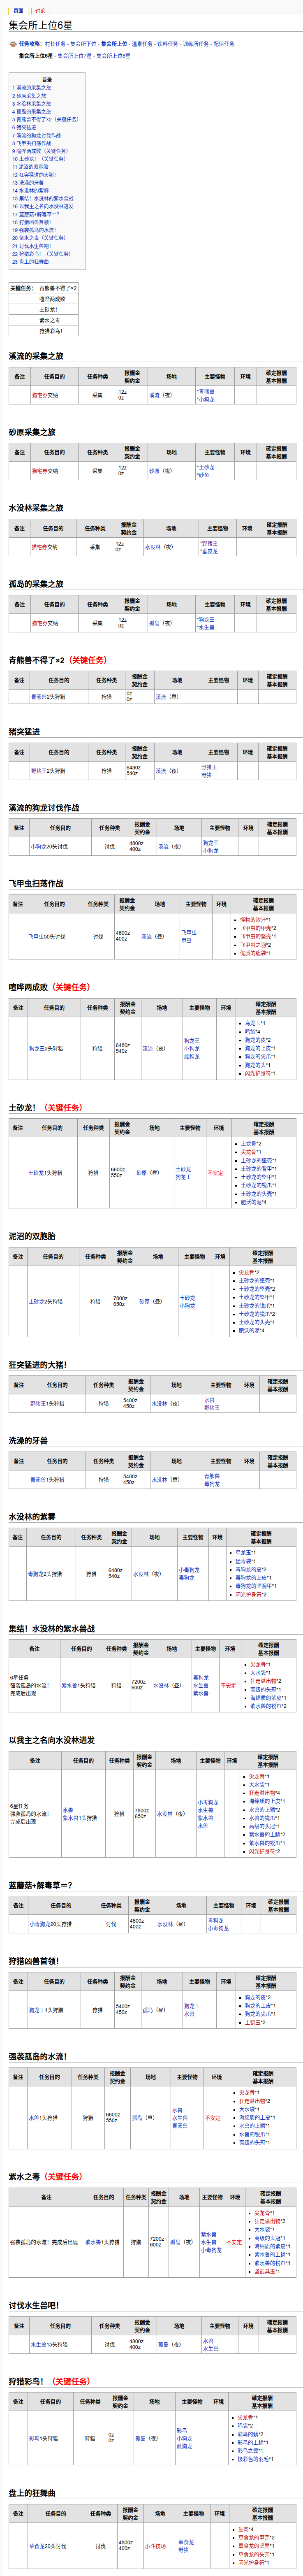 页面 讨论
集会所上位6星
任务攻略：村长任务 - 集会所下位 - 集会所上位 - 温泉任务 - 饮料任务 - 训练所任务 - 配信任务
集会所上位6星 - 集会所上位7星 - 集会所上位8星
目录
1 溪流的采集之旅
2 砂原采集之旅
3 水没林采集之旅
4 孤岛的采集之旅
5 青熊兽不得了×2（关键任务）
6 猪突猛进
7 溪流的狗龙讨伐作战
8 飞甲虫扫荡作战
9 喧哗两成败（关键任务）
10 土砂龙！（关键任务）
11 泥沼的双胞胎
12 狂突猛进的大猪！
13 洗澡的牙兽
14 水没林的紫雾
15 集结！水没林的紫水兽战
16 以我主之名向水没林进发
17 蓝蘑菇+解毒草=？
18 狩猎凶兽首领！
19 强袭孤岛的水流！
20 紫水之毒（关键任务）
21 讨伐水生兽吧！
22 狩猎彩鸟！（关键任务）
23 盘上的狂舞曲
关键任务： 青熊兽不得了×2
喧哗两成败
土砂龙！
紫水之毒
狩猎彩鸟！
溪流的采集之旅
备注 任务目的 任务种类 报酬金 契约金 场地 主要怪物 环境 確定报酬 基本报酬
猫宅券交纳 采集 12z 0z 溪流（夜） *青熊兽 *小狗龙
砂原采集之旅
备注 任务目的 任务种类 报酬金 契约金 场地 主要怪物 环境 確定报酬 基本报酬
猫宅券交纳 采集 12z 0z 砂原（夜） *土砂龙 *砂鱼
水没林采集之旅
备注 任务目的 任务种类 报酬金 契约金 场地 主要怪物 环境 確定报酬 基本报酬
猫宅券交纳 采集 12z 0z 水没林（夜） *野猪王 *垂皮龙
孤岛的采集之旅
备注 任务目的 任务种类 报酬金 契约金 场地 主要怪物 环境 確定报酬 基本报酬
猫宅券交纳 采集 12z 0z 孤岛（夜） *狗龙王 *水生兽
青熊兽不得了×2（关键任务）
备注 任务目的 任务种类 报酬金 契约金 场地 主要怪物 环境 確定报酬 基本报酬
青熊兽2头狩猎 狩猎 0z 0z 溪流（昼）
猪突猛进
备注 任务目的 任务种类 报酬金 契约金 场地 主要怪物 环境 確定报酬 基本报酬
野猪王2头狩猎 狩猎 6480z 540z 溪流（夜） 野猪王 野猪
溪流的狗龙讨伐作战
备注 任务目的 任务种类 报酬金 契约金 场地 主要怪物 环境 確定报酬 基本报酬
小狗龙20头讨伐 讨伐 4800z 400z 溪流（夜） 狗龙王 小狗龙
飞甲虫扫荡作战
备注 任务目的 任务种类 报酬金 契约金 场地 主要怪物 环境 確定报酬 基本报酬
飞甲虫50头讨伐 讨伐 4800z 400z 溪流（昼） 飞甲虫 甲虫
怪物的浓汁*1
飞甲虫的甲壳*2
飞甲虫的坚壳*1
飞甲虫之羽*2
优质的腹袋*1
喧哗两成败（关键任务）
备注 任务目的 任务种类 报酬金 契约金 场地 主要怪物 环境 確定报酬 基本报酬
狗龙王2头狩猎 狩猎 6480z 540z 溪流（夜） 狗龙王 小狗龙 雌狗龙
鸟龙玉*1
鸣袋*4
狗龙的皮*2
狗龙的上皮*1
狗龙的尖爪*1
狗龙的头*1
闪光护身符*1
土砂龙！（关键任务）
备注 任务目的 任务种类 报酬金 契约金 场地 主要怪物 环境 確定报酬 基本报酬
土砂龙1头狩猎 狩猎 6600z 550z 砂原（昼） 土砂龙 狗龙王 不安定
上龙骨*2
尖龙骨*1
土砂龙的坚壳*1
土砂龙的背甲*1
土砂龙的坚甲*1
土砂龙的锐爪*1
土砂龙的头壳*1
肥沃的泥*4
泥沼的双胞胎
备注 任务目的 任务种类 报酬金 契约金 场地 主要怪物 环境 確定报酬 基本报酬
土砂龙2头狩猎 狩猎 7800z 650z 砂原（昼） 土砂龙 小狗龙
尖龙骨*2
土砂龙的坚壳*1
土砂龙的坚壳*2
土砂龙的坚甲*1
土砂龙的锐爪*1
土砂龙的锐爪*2
土砂龙的头壳*1
肥沃的泥*4
狂突猛进的大猪！
备注 任务目的 任务种类 报酬金 契约金 场地 主要怪物 环境 確定报酬 基本报酬
野猪王1头狩猎 狩猎 5400z 450z 水没林（夜） 水兽 野猪王
洗澡的牙兽
备注 任务目的 任务种类 报酬金 契约金 场地 主要怪物 环境 確定报酬 基本报酬
青熊兽1头狩猎 狩猎 5400z 450z 水没林（昼） 青熊兽 毒狗龙
水没林的紫雾
备注 任务目的 任务种类 报酬金 契约金 场地 主要怪物 环境 確定报酬 基本报酬
毒狗龙2头狩猎 狩猎 6480z 540z 水没林（夜） 小毒狗龙 毒狗龙
鸟龙玉*1
猛毒袋*1
毒狗龙的皮*2
毒狗龙的上皮*1
毒狗龙的坚腕甲*1
闪光护身符*2
集结！水没林的紫水兽战
备注 任务目的 任务种类 报酬金 契约金 场地 主要怪物 环境 確定报酬 基本报酬
6星任务 强袭孤岛的水流！ 完成后出现 紫水兽1头狩猎 狩猎 7200z 600z 水没林（昼） 毒狗龙 水生兽 紫水兽 不安定
尖龙骨*1
大水袋*1
狂走溢出物*2
高级的头冠*1
海绵质的紫皮*1
紫水兽的锐爪*2
以我主之名向水没林进发
备注 任务目的 任务种类 报酬金 契约金 场地 主要怪物 环境 確定报酬 基本报酬
6星任务 强袭孤岛的水流！ 完成后出现 水兽 紫水兽1头狩猎 狩猎 7800z 650z 水没林（夜） 小毒狗龙 水生兽 紫水兽 水兽
尖龙骨*1
大水袋*1
狂走溢出物*4
海绵质的上皮*1
水兽的上鳞*2
水兽的锐爪*1
高级的头冠*1
紫水兽的上鳞*2
紫水兽的锐爪*1
闪光护身符*2
蓝蘑菇+解毒草=？
备注 任务目的 任务种类 报酬金 契约金 场地 主要怪物 环境 確定报酬 基本报酬
小毒狗龙20头狩猎 讨伐 4800z 400z 水没林（昼） 毒狗龙 小毒狗龙
狩猎凶兽首领！
备注 任务目的 任务种类 报酬金 契约金 场地 主要怪物 环境 確定报酬 基本报酬
狗龙王1头狩猎 狩猎 5400z 450z 孤岛（昼） 狗龙王 水兽
狗龙的皮*2
狗龙的上皮*1
狗龙的尖爪*1
上锁玉*2
强袭孤岛的水流！
备注 任务目的 任务种类 报酬金 契约金 场地 主要怪物 环境 確定报酬 基本报酬
水兽1头狩猎 狩猎 6600z 550z 孤岛（昼） 水兽 水生兽 青熊兽 不安定
尖龙骨*1
狂走溢出物*2
大水袋*1
海绵质的上皮*1
水兽的上鳞*1
水兽的锐爪*1
高级的头冠*1
紫水之毒（关键任务）
备注 任务目的 任务种类 报酬金 契约金 场地 主要怪物 环境 確定报酬 基本报酬
强袭孤岛的水流！完成后出现 紫水兽1头狩猎 狩猎 7200z 600z 孤岛（夜） 紫水兽 水生兽 小毒狗龙 不安定
尖龙骨*1
狂走溢出物*2
大水袋*1
高级的头冠*1
海绵质的紫皮*1
紫水兽的上鳞*1
紫水兽的锐爪*1
坚武具玉*1
讨伐水生兽吧！
备注 任务目的 任务种类 报酬金 契约金 场地 主要怪物 环境 確定报酬 基本报酬
水生兽15头狩猎 讨伐 4800z 400z 孤岛（夜） 水兽 水生兽
狩猎彩鸟！（关键任务）
备注 任务目的 任务种类 报酬金 契约金 场地 主要怪物 环境 確定报酬 基本报酬
彩鸟1头狩猎 狩猎 0z 0z 孤岛（夜） 彩鸟 小狗龙 雌狗龙
尖龙骨*1
鸣袋*2
彩鸟的鳞*2
彩鸟的上鳞*1
彩鸟之翼*1
极彩色的羽毛*1
盘上的狂舞曲
备注 任务目的 任务种类 报酬金 契约金 场地 主要怪物 环境 確定报酬 基本报酬
草食龙20头讨伐 讨伐 4800z 400z 小斗技场 草食龙 野猪
生肉*4
草食龙的甲壳*2
草食龙的坚壳*1
草食龙的头壳*1
闪光护身符*1